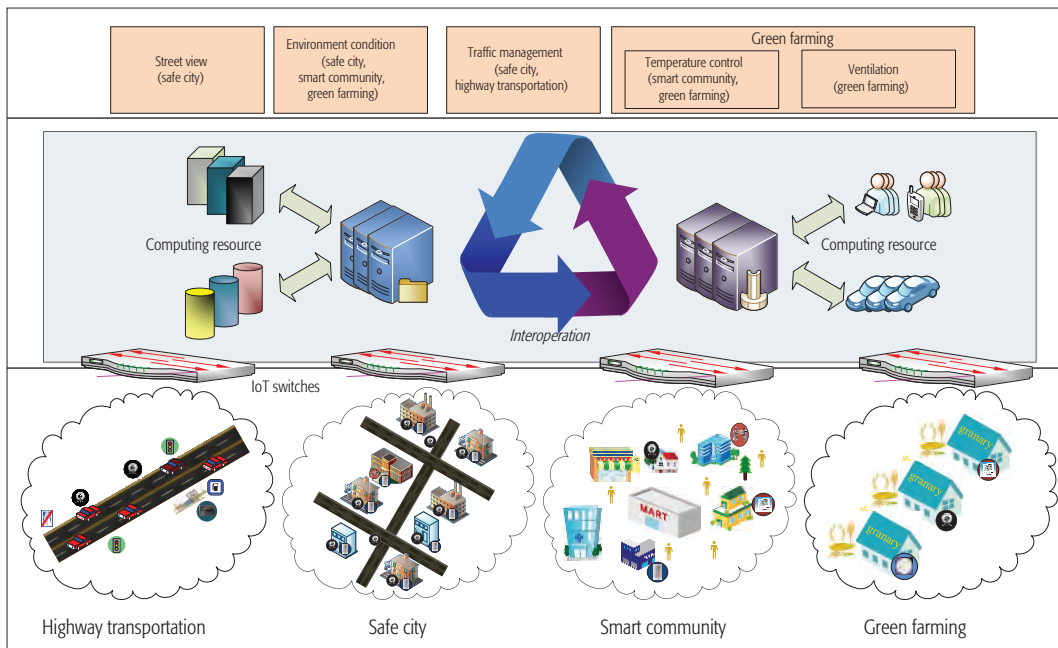 Street view
(safe city)
Environment condition
(safe city,
smart community,
green farming)
Traffic management
(safe city,
highway transportation)
Green farming
Temperature control
(smart community,
green farming)
Ventilation
(green farming)
Computing resource
Computing resource
Interoperation
IoT switches
MART
granary
granary
granary
Highway transportation
Safe city
Smart community
Green farming